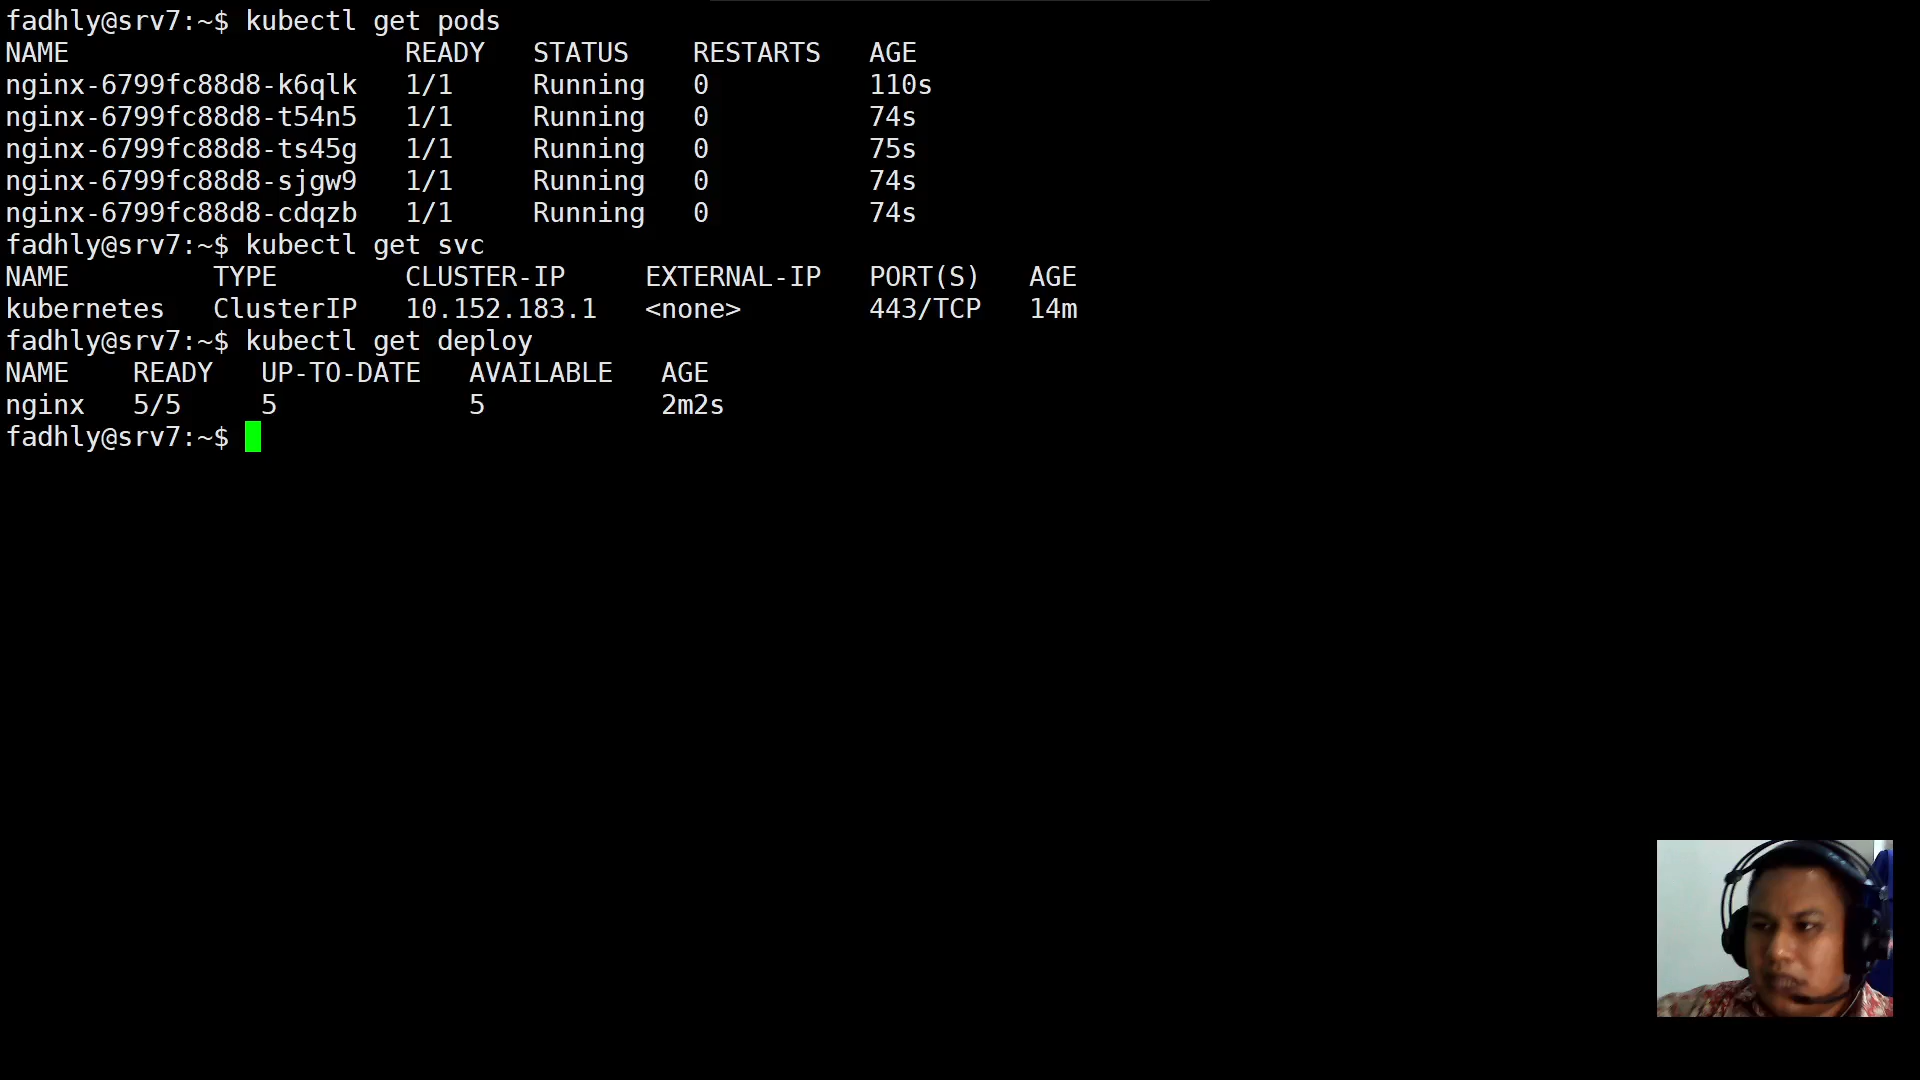 fadhly@srv7:~$ kubectl get pods
NAME                     READY   STATUS    RESTARTS   AGE
nginx-6799fc88d8-k6qlk   1/1     Running   0          110s
nginx-6799fc88d8-t54n5   1/1     Running   0          74s
nginx-6799fc88d8-ts45g   1/1     Running   0          75s
nginx-6799fc88d8-sjgw9   1/1     Running   0          74s
nginx-6799fc88d8-cdqzb   1/1     Running   0          74s
fadhly@srv7:~$ kubectl get svc
NAME         TYPE        CLUSTER-IP     EXTERNAL-IP   PORT(S)   AGE
kubernetes   ClusterIP   10.152.183.1   <none>        443/TCP   14m
fadhly@srv7:~$ kubectl get deploy
NAME    READY   UP-TO-DATE   AVAILABLE   AGE
nginx   5/5     5            5           2m2s
fadhly@srv7:~$